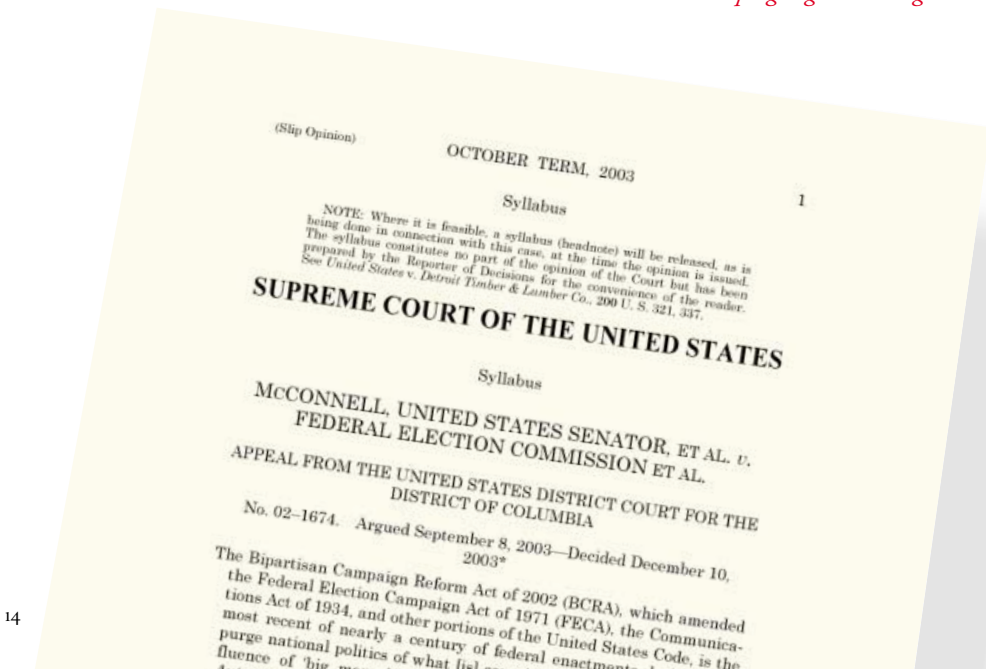 (Slip Opinion)
OCTOBER TERM, 2003
1
Syllabus
NOTE: Where it is feasible, a syllabus (headnote) will be released, as is
being done in connection with this case, at the time the opinion is issued.
The syllabus constitutes no part of the opinion of the Court but has been
prepared by the Reporter of Decisions for the convenience of the reader.
See United States v. Detroit Timber & Lumber Co., 200 U. S. 321, 337.
SUPREME COURT OF THE UNITED STATES
Syllabus
McCONNELL, UNITED STATES SENATOR, ET AL. v.
FEDERAL ELECTION COMMISSION ET AL.
APPEAL FROM THE UNITED STATES DISTRICT COURT FOR THE
DISTRICT OF COLUMBIA
No. 02–1674. Argued September 8, 2003—Decided December 10,
2003*
The Bipartisan Campaign Reform Act of 2002 (BCRA), which amended
the Federal Election Campaign Act of 1971 (FECA), the Communica-
tions Act of 1934, and other portions of the United States Code, is the
most recent of nearly a century of federal enactments
purge national politics of what [is]
fluence of 'big
14